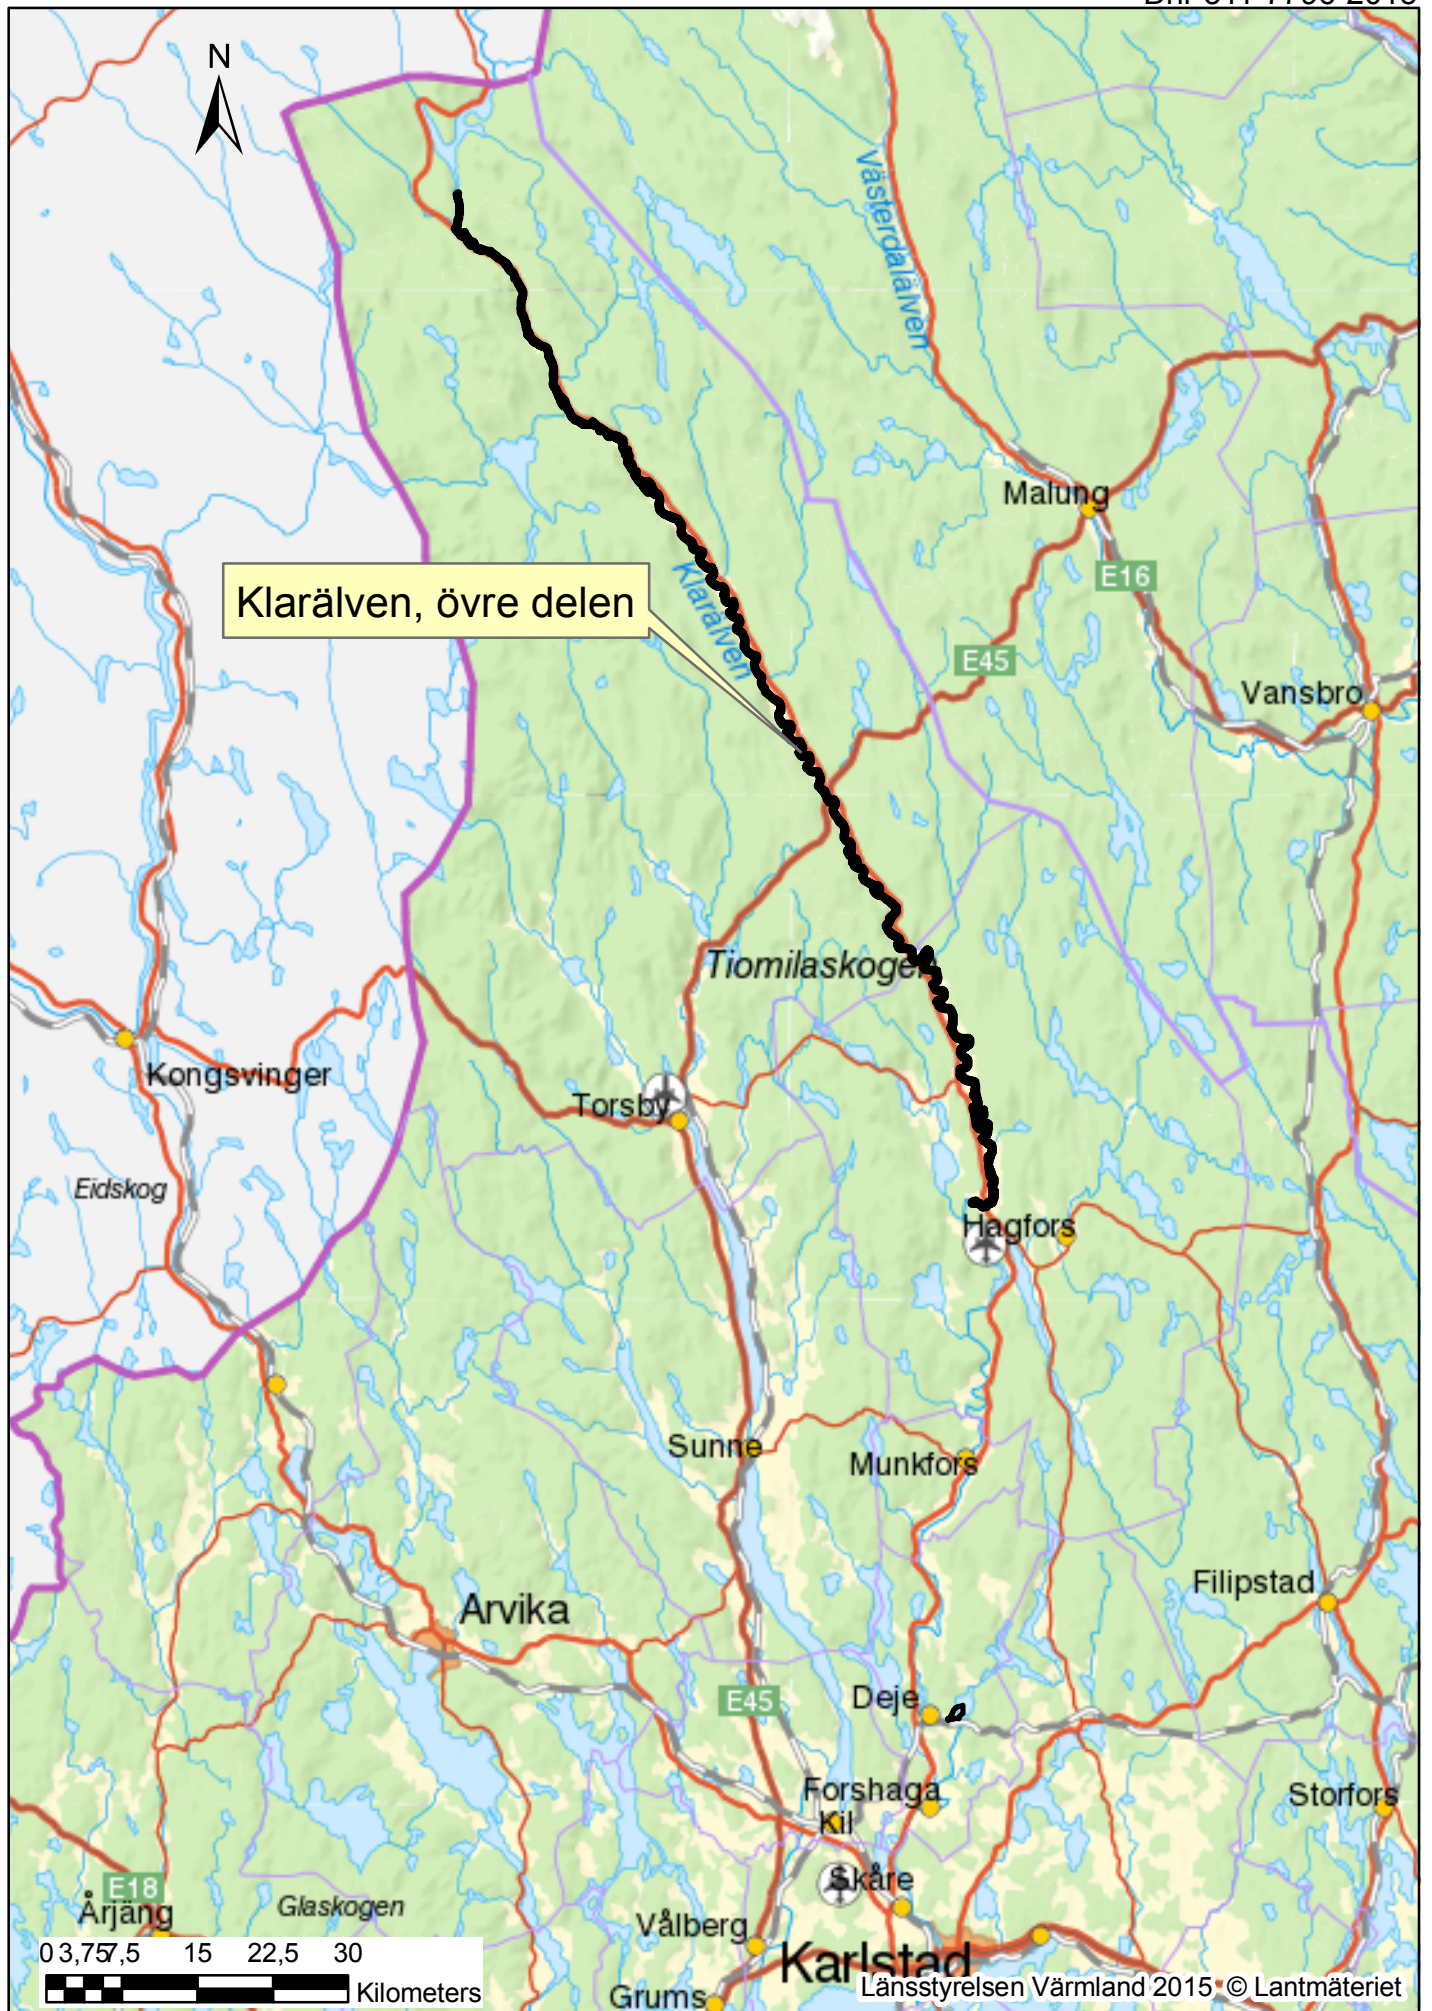 N
Västerdalälven
Malung
E16
Klarälven, övre delen
Klarälven
E45
Vansbro
Tiomilaskogen
Kongsvinger
Torsby
Eidskog
Hagfors
Sunne
Munkfors
Filipstad
Arvika
E45
Deje
Forshaga
Kil
Storfors
E18
Skåre
Årjäng
Glaskogen
Vålberg
Karlstad
0 3,75 7,5 15 22,5 30
Kilometers
Grums
Länsstyrelsen Värmland 2015 © Lantmäteriet